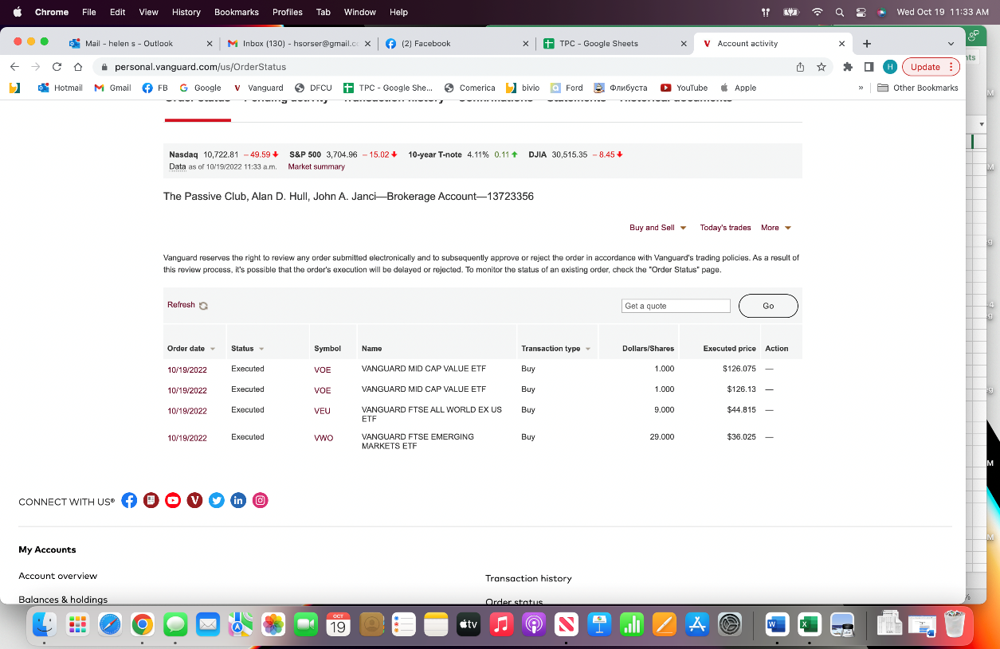 Chrome File Edit View History Bookmarks Profiles Tab Window Help Wed Oct 19 11:33 AM
Mail - helen s - Outlook Inbox (130) - hsorser@gmail.cc (2) Facebook TPC - Google Sheets Account activity
personal.vanguard.com/us/OrderStatus H Update
Hotmail Gmail FB Google Vanguard DFCU TPC - Google She... Comerica bivio Ford Флибуста YouTube Apple » Other Bookmarks
Order status Pending activity Transaction history Confirmations Statements Historical documents
Nasdaq 10,722.81 – 49.59 S&P 500 3,704.96 – 15.02 10-year T-note 4.11% 0.11 DJIA 30,515.35 – 8.45
Data as of 10/19/2022 11:33 a.m. Market summary
The Passive Club, Alan D. Hull, John A. Janci—Brokerage Account—13723356
Buy and Sell Today's trades More
Vanguard reserves the right to review any order submitted electronically and to subsequently approve or reject the order in accordance with Vanguard's trading policies. As a result of
this review process, it's possible that the order's execution will be delayed or rejected. To monitor the status of an existing order, check the "Order Status" page.
Refresh Get a quote Go
Order date Status Symbol Name Transaction type Dollars/Shares Executed price Action
10/19/2022 Executed VOE VANGUARD MID CAP VALUE ETF Buy 1.000 $126.075 —
10/19/2022 Executed VOE VANGUARD MID CAP VALUE ETF Buy 1.000 $126.13 —
10/19/2022 Executed VEU VANGUARD FTSE ALL WORLD EX US Buy 9.000 $44.815 —
ETF
10/19/2022 Executed VWO VANGUARD FTSE EMERGING Buy 29.000 $36.025 —
MARKETS ETF
CONNECT WITH US®
My Accounts
Account overview
Transaction history
Balances & holdings
Order status
OCT
19
tv